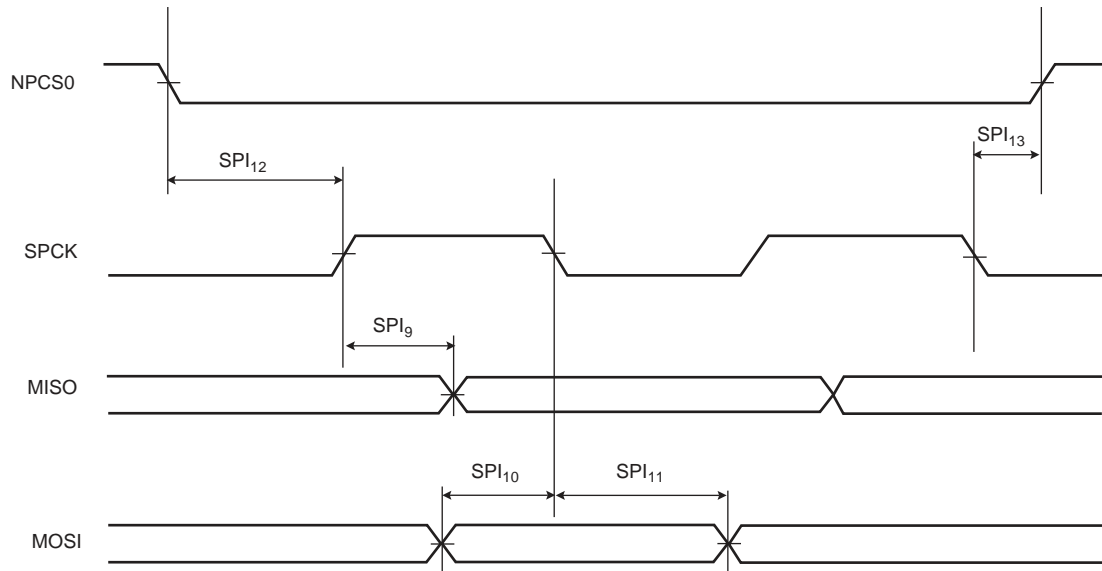 NPCS0
SPI₁₃
SPI₁₂
SPCK
SPI₉
MISO
SPI₁₀
SPI₁₁
MOSI